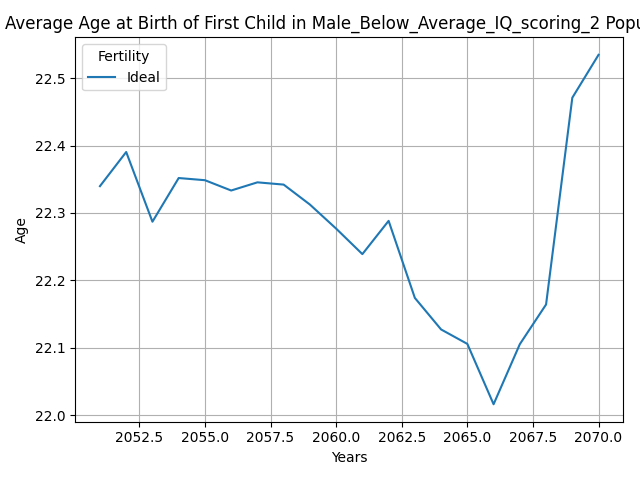 Average Age at Birth of First Child in Male_Below_Average_IQ_scoring_2 Popu
Fertility
Ideal
22.5
22.4
22.3
22.2
22.1
22.0
Age
2052.5 2055.0 2057.5 2060.0 2062.5 2065.0 2067.5 2070.0
Years